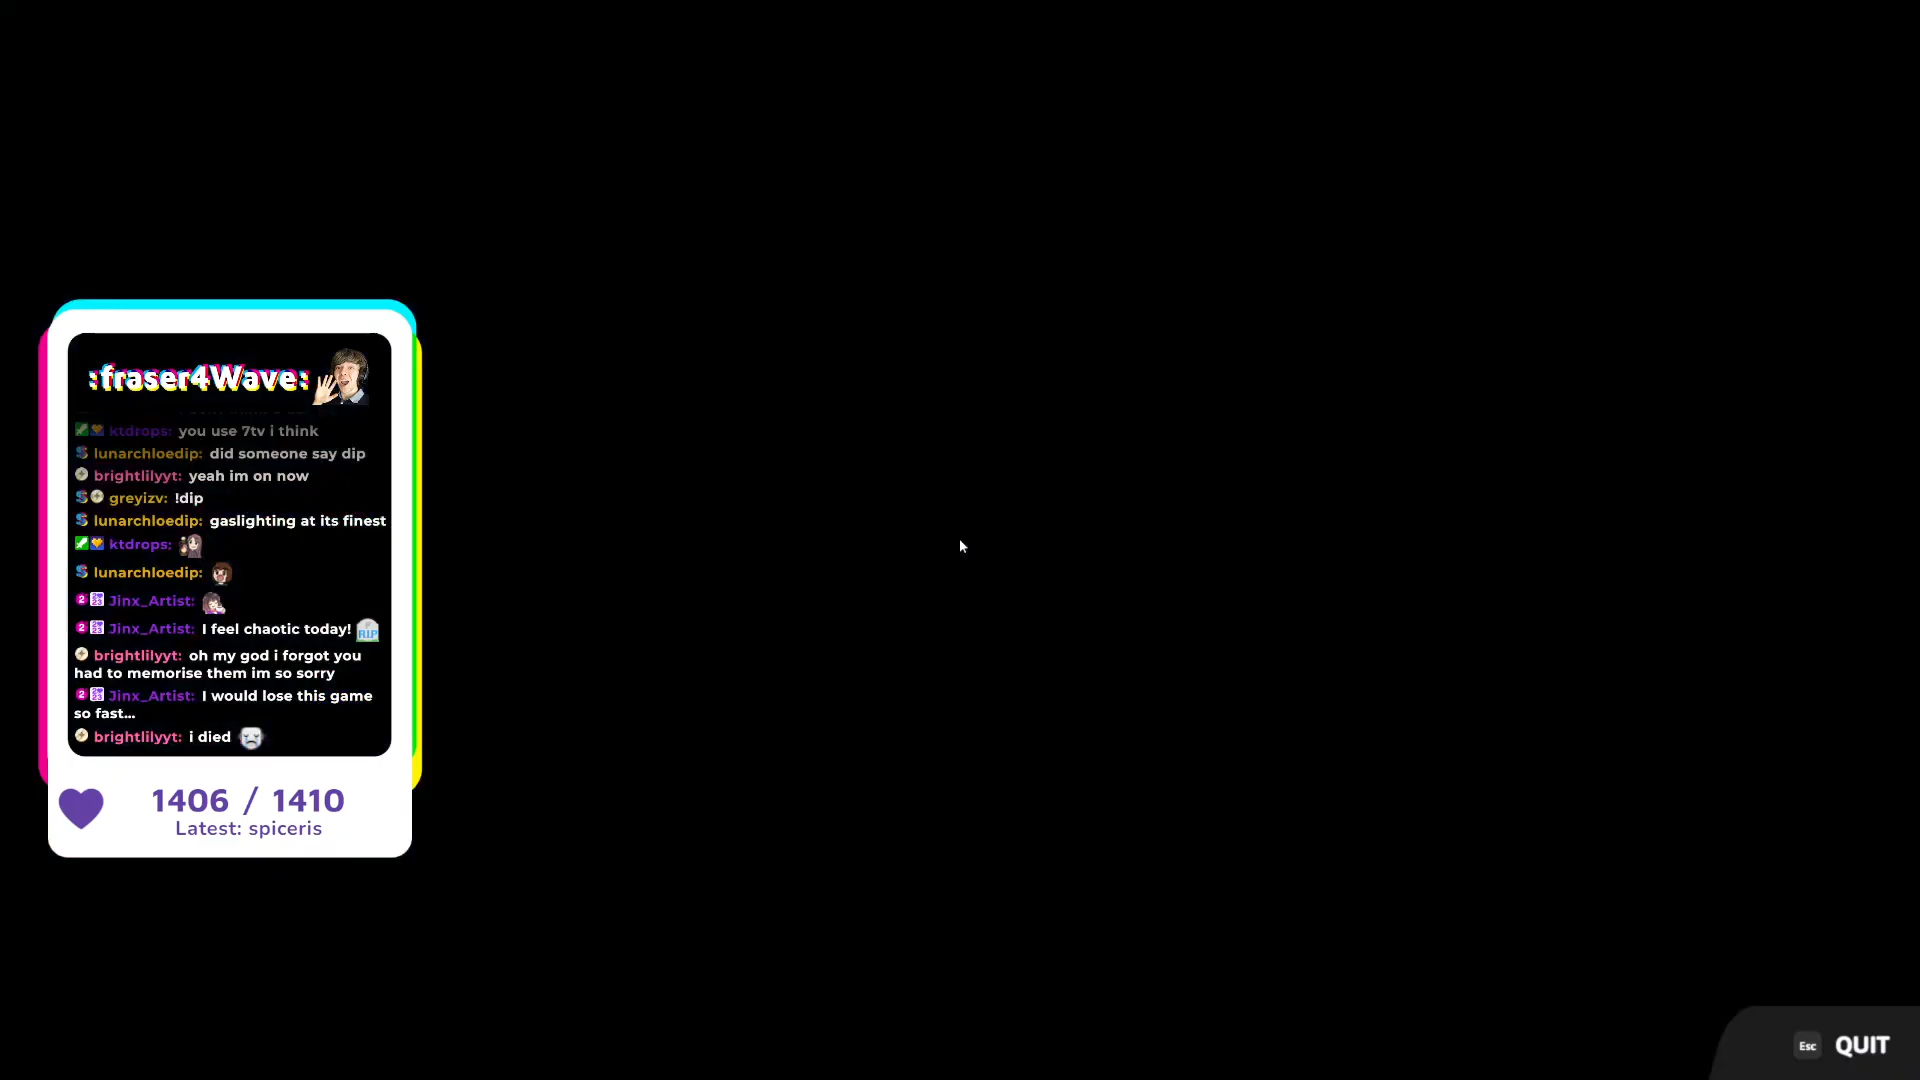 :fraser4Wave:
ktdrops: you use 7tv i think
lunarchloedip: did someone say dip
brightlilyyt: yeah im on now
greyizv: !dip
lunarchloedip: gaslighting at its finest
ktdrops:
lunarchloedip:
Jinx_Artist:
Jinx_Artist: I feel chaotic today! R.I.P
brightlilyyt: oh my god i forgot you
had to memorise them im so sorry
Jinx_Artist: I would lose this game
so fast...
brightlilyyt: i died
1406 / 1410
Latest: spiceris
Esc QUIT